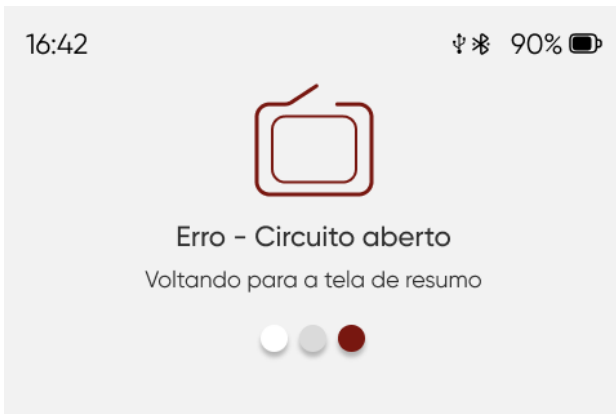 16:42 90%
Erro - Circuito aberto
Voltando para a tela de resumo